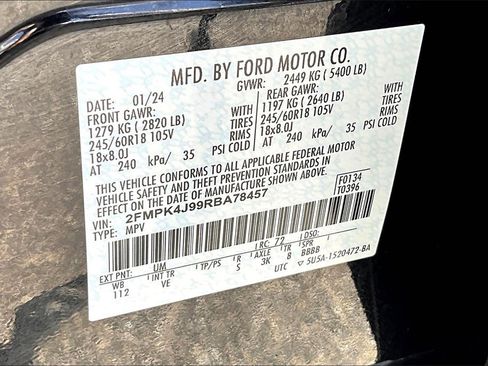 MFD. BY FORD MOTOR CO.
DATE: 01/24 GVWR: 2449 KG ( 5400 LB)
FRONT GAWR: REAR GAWR:
1279 KG ( 2820 LB) WITH 1197 KG ( 2640 LB) WITH
245/60R18 105V TIRES 245/60R18 105V TIRES
18x8.0J RIMS 18x8.0J RIMS
AT 240 kPa/ 35 PSI COLD AT 240 kPa/ 35 PSI COLD
THIS VEHICLE CONFORMS TO ALL APPLICABLE FEDERAL MOTOR
VEHICLE SAFETY AND THEFT PREVENTION STANDARDS IN
EFFECT ON THE DATE OF MANUFACTURE SHOWN ABOVE.
VIN: 2FMPK4J99RBA78457 F0134
TYPE: MPV T0396
EXT PNT: UM RC: 72
WB INT TR TP/PS R AXLE TR SPR
112 VE S 3K 8 BBBB
UTC 5U5A-1520472-BA